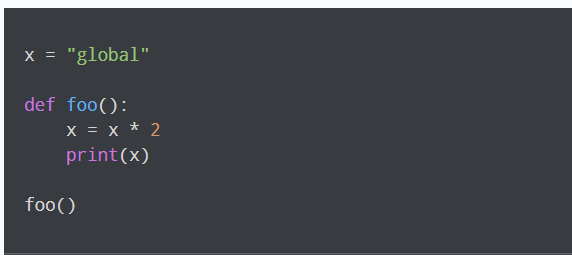 x = "global"
def foo():
    x = x * 2
    print(x)
foo()